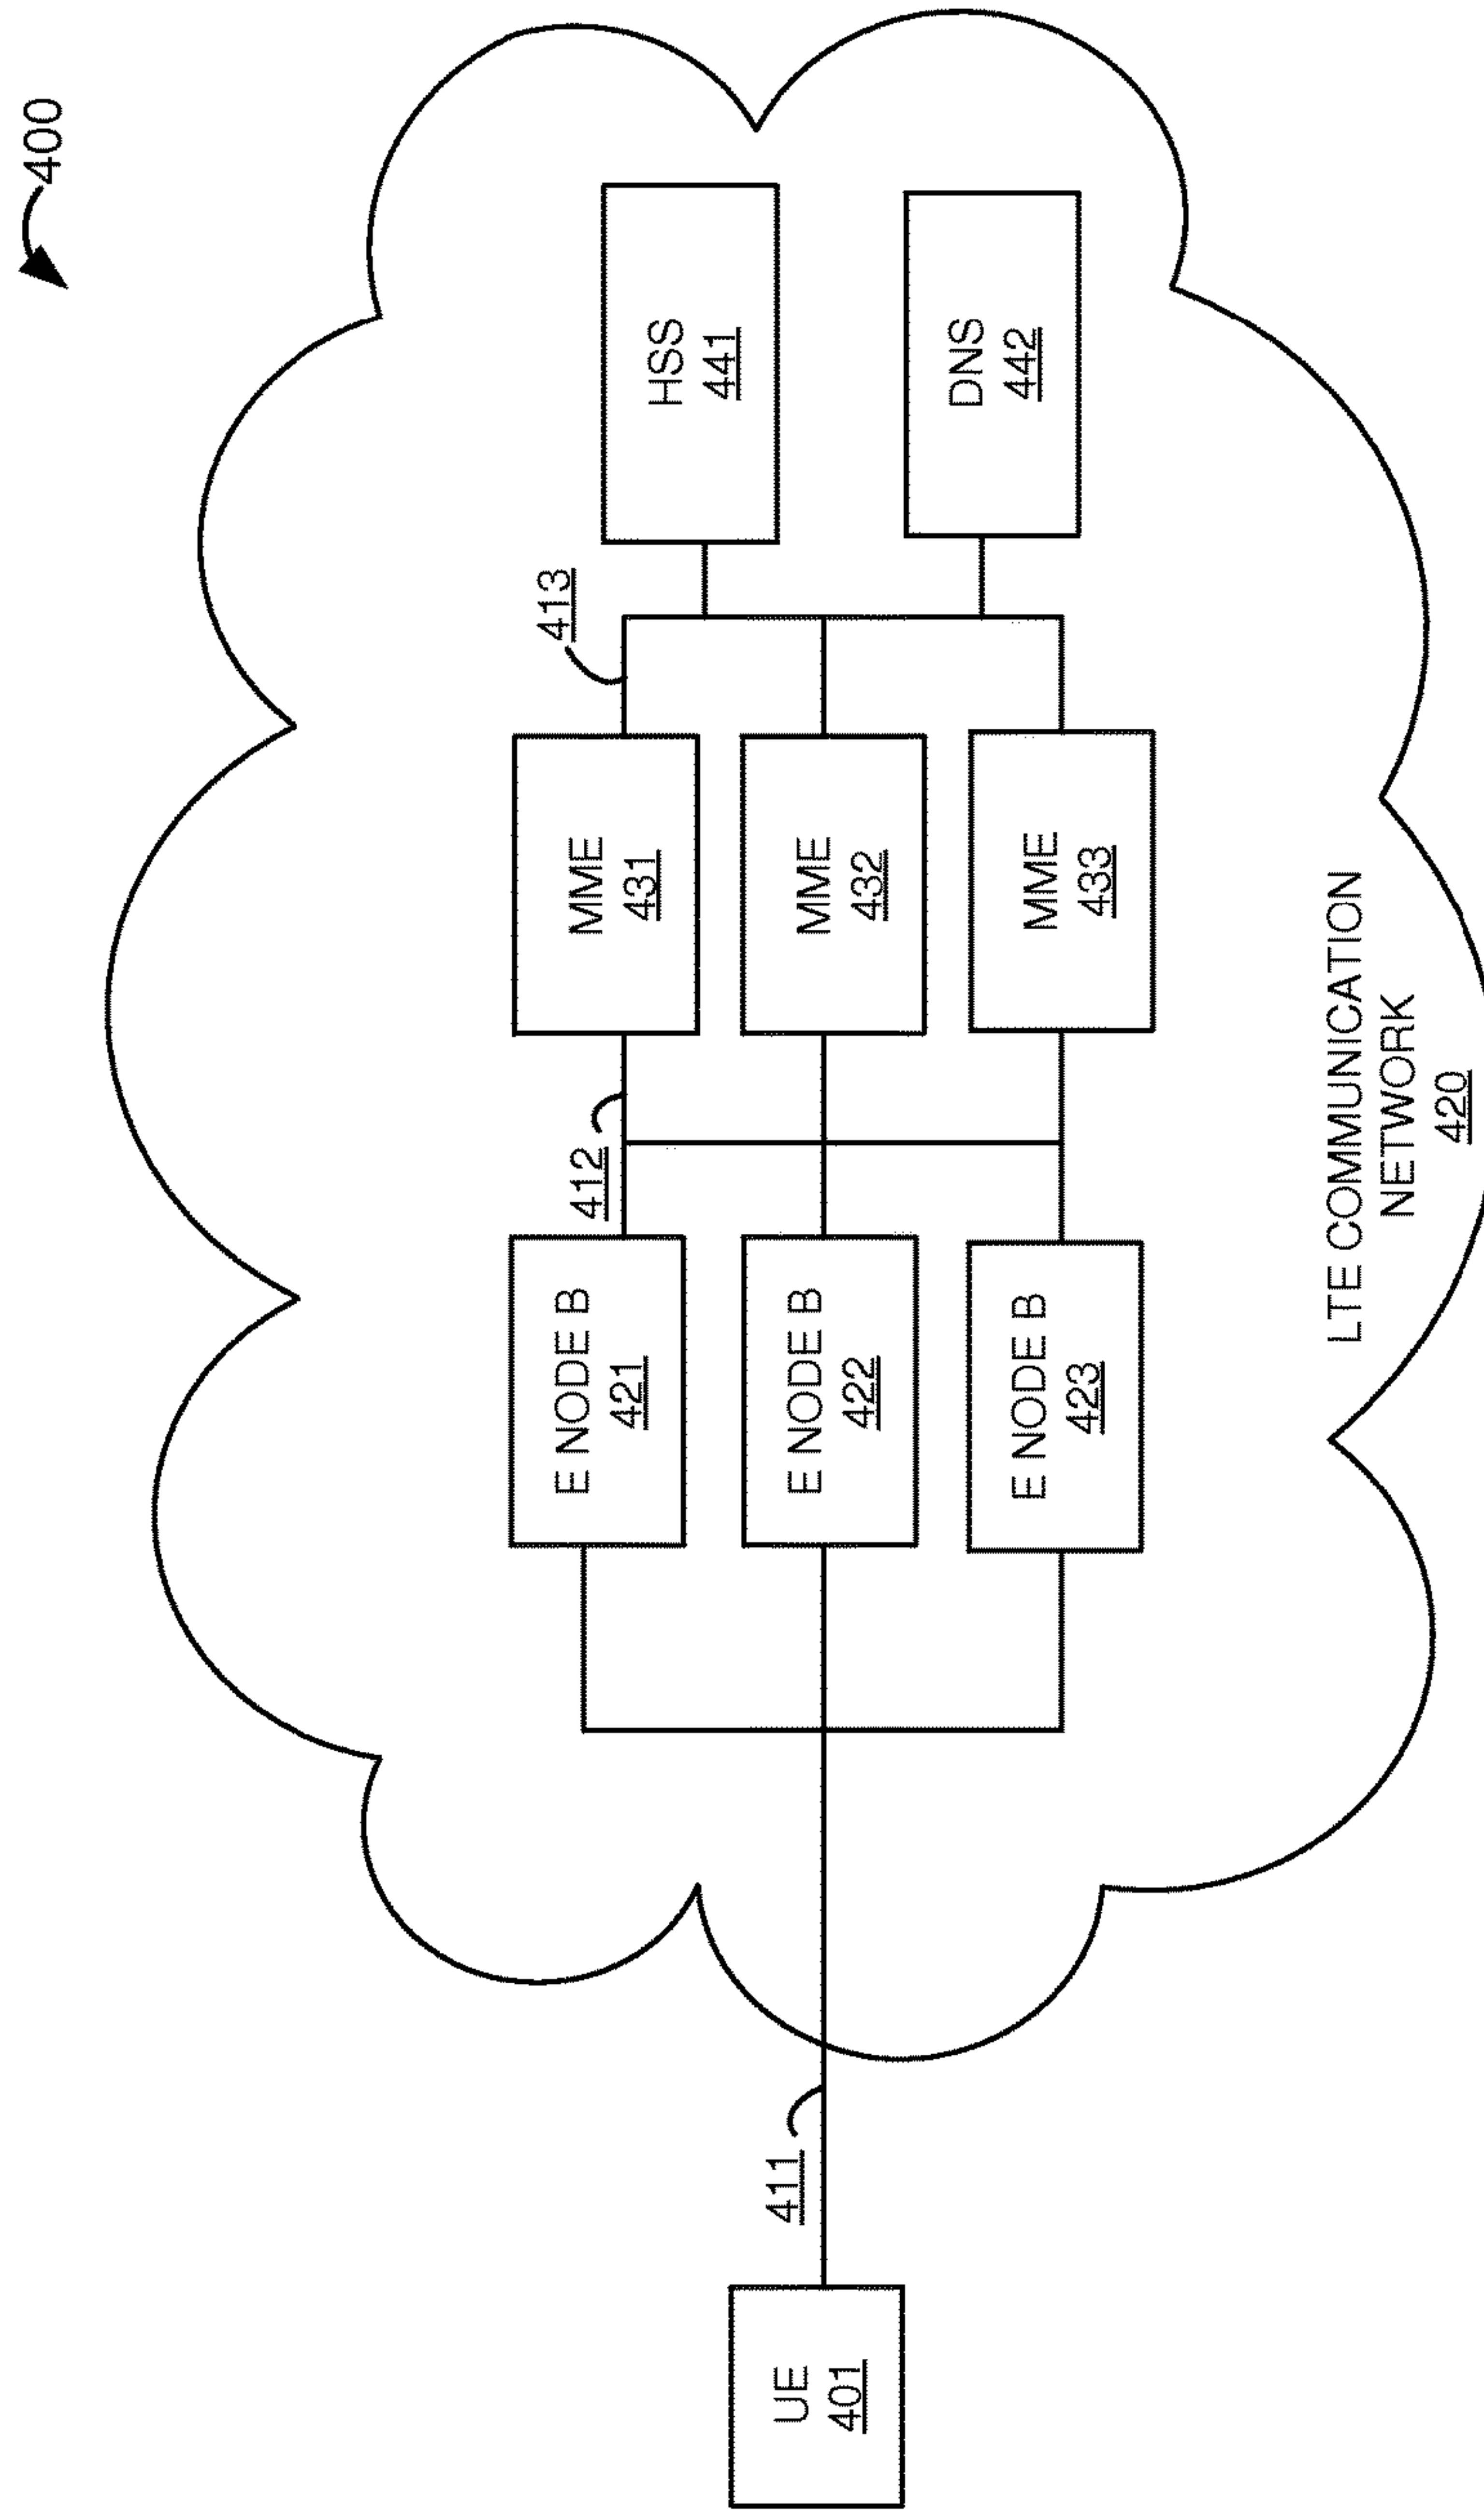 400
UE
401
411
E NODE B
421
E NODE B
422
E NODE B
423
412
MME
431
MME
432
MME
433
413
HSS
441
DNS
442
LTE COMMUNICATION
NETWORK
420